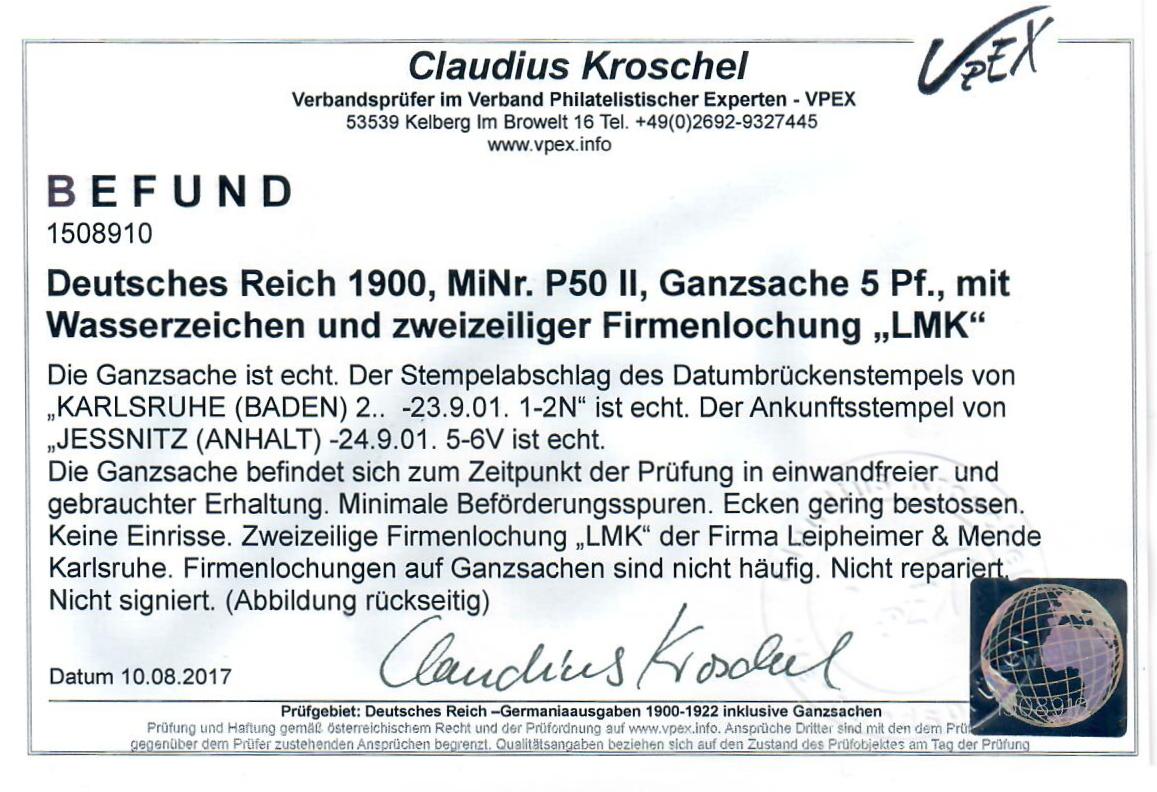 VPEX
Claudius Kroschel
Verbandsprüfer im Verband Philatelistischer Experten - VPEX
53539 Kelberg Im Browelt 16 Tel. +49(0)2692-9327445
www.vpex.info
BEFUND
1508910
Deutsches Reich 1900, MiNr. P50 II, Ganzsache 5 Pf., mit
Wasserzeichen und zweizeiliger Firmenlochung „LMK“
Die Ganzsache ist echt. Der Stempelabschlag des Datumbrückenstempels von
„KARLSRUHE (BADEN) 2.. -23.9.01. 1-2N“ ist echt. Der Ankunftsstempel von
„JESSNITZ (ANHALT) -24.9.01. 5-6V ist echt.
Die Ganzsache befindet sich zum Zeitpunkt der Prüfung in einwandfreier und
gebrauchter Erhaltung. Minimale Beförderungsspuren. Ecken gering bestossen.
Keine Einrisse. Zweizeilige Firmenlochung „LMK“ der Firma Leipheimer & Mende
Karlsruhe. Firmenlochungen auf Ganzsachen sind nicht häufig. Nicht repariert.
Nicht signiert. (Abbildung rückseitig)
Claudius Kroschel
Datum 10.08.2017
1508910
Prüfgebiet: Deutsches Reich –Germaniaausgaben 1900-1922 inklusive Ganzsachen
Prüfung und Haftung gemäß österreichischem Recht und der Prüfordnung auf www.vpex.info. Ansprüche Dritter sind mit den dem Prü
gegenüber dem Prüfer zustehenden Ansprüchen begrenzt. Qualitätsangaben beziehen sich auf den Zustand des Prüfobjektes am Tag der Prüfung